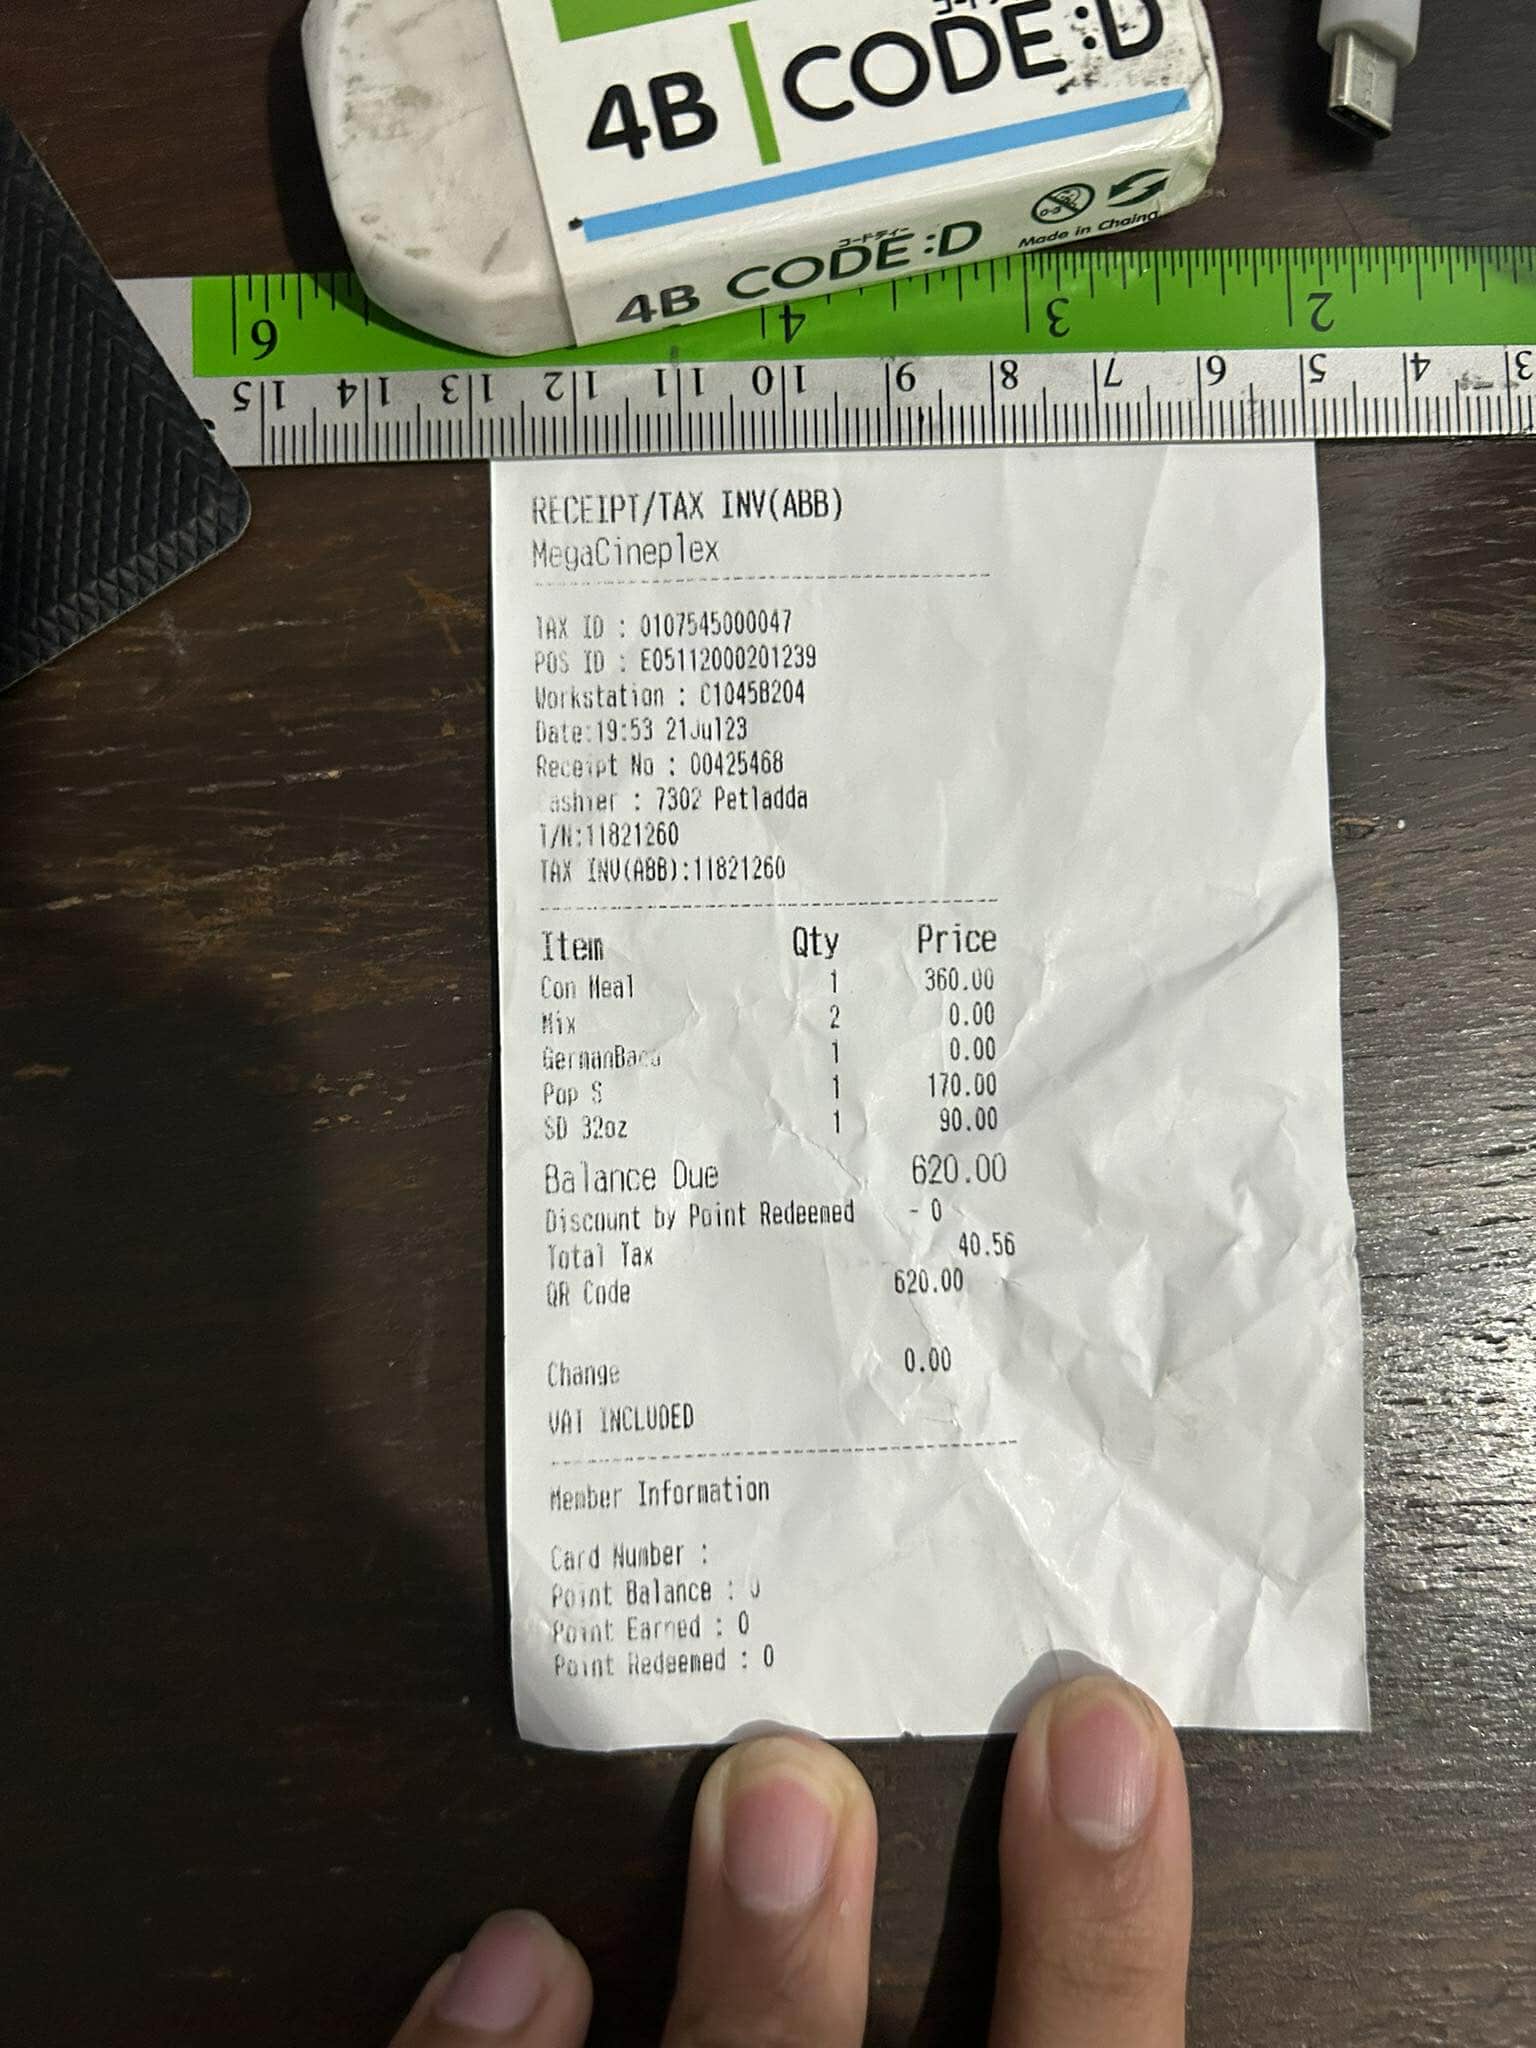 4B CODE:D
コードディー
4B CODE:D
0-3
Made in Chaina
6 4 3 2
15 14 13 12 11 10 9 8 7 6 5 4 3
RECEIPT/TAX INV(ABB)
MegaCineplex
TAX ID : 0107545000047
POS ID : E05112000201239
Workstation : C1045B204
Date:19:53 21Jul23
Receipt No : 00425468
Cashier : 7302 Petladda
T/N:11821260
TAX INV(ABB):11821260
Item Qty Price
Con Meal 1 360.00
Mix 2 0.00
GermanBaco 1 0.00
Pop S 1 170.00
SD 32oz 1 90.00
Balance Due 620.00
Discount by Point Redeemed - 0
Total Tax 40.56
QR Code 620.00
Change 0.00
VAT INCLUDED
Member Information
Card Number :
Point Balance : 0
Point Earned : 0
Point Redeemed : 0